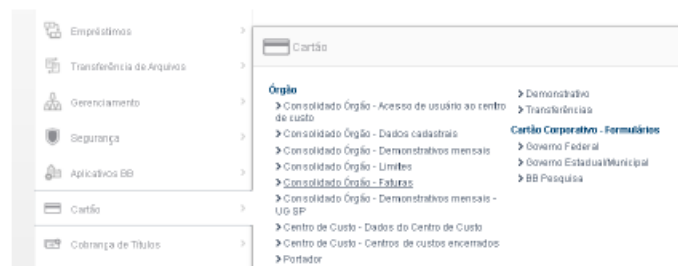 Empréstimos
Transferência de Arquivos
Gerenciamento
Segurança
Aplicativos BB
Cartão
Cobrança de Títulos
Cartão
Órgão
Consolidado Órgão - Acesso de usuário ao centro
de custo
Consolidado Órgão - Dados cadastrais
Consolidado Órgão - Demonstrativos mensais
Consolidado Órgão - Limites
Consolidado Órgão - Faturas
Consolidado Órgão - Demonstrativos mensais -
UG SP
Centro de Custo - Dados do Centro de Custo
Centro de Custo - Centros de custos encerrados
Portador
Demonstrativo
Transferências
Cartão Corporativo - Formulários
Governo Federal
Governo Estadual/Municipal
BB Pesquisa